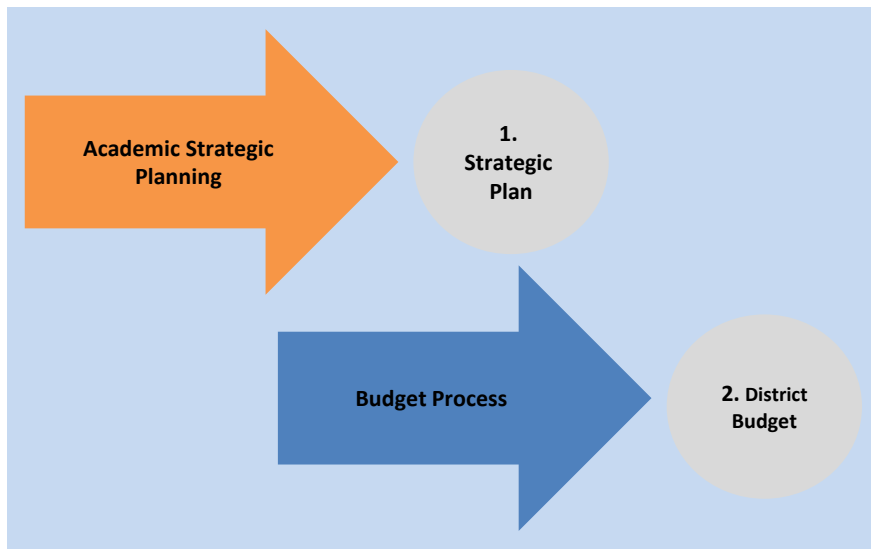 Academic Strategic
Planning
1.
Strategic
Plan
Budget Process
2. District
Budget